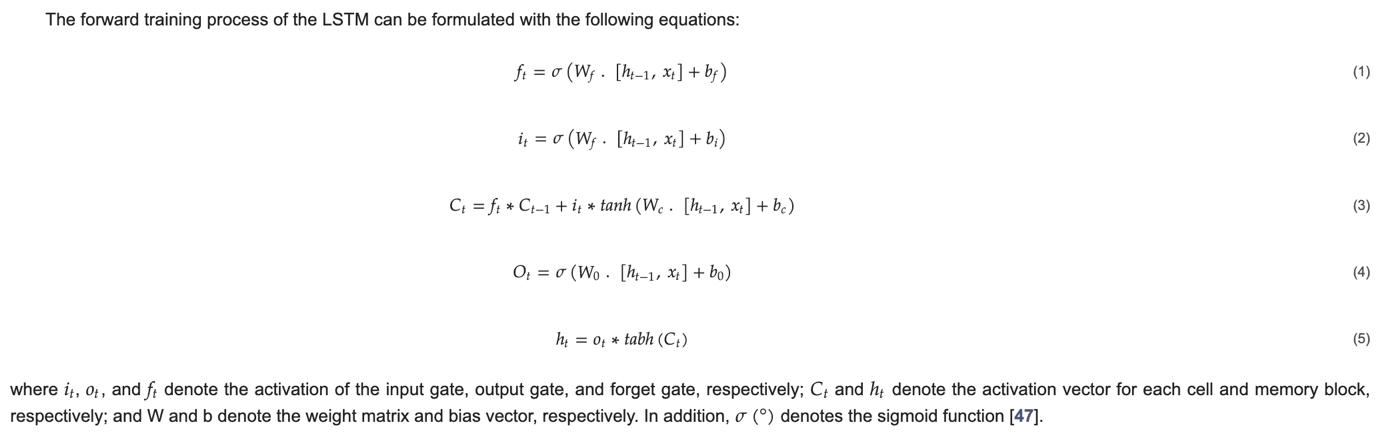 The forward training process of the LSTM can be formulated with the following equations:
fₜ = σ (W_f . [hₜ₋₁, xₜ] + b_f) (1)
iₜ = σ (W_f . [hₜ₋₁, xₜ] + bᵢ) (2)
Cₜ = fₜ * Cₜ₋₁ + iₜ * tanh (W_c . [hₜ₋₁, xₜ] + b_c) (3)
Oₜ = σ (W₀ . [hₜ₋₁, xₜ] + b₀) (4)
hₜ = oₜ * tabh (Cₜ) (5)
where iₜ, oₜ, and fₜ denote the activation of the input gate, output gate, and forget gate, respectively; Cₜ and hₜ denote the activation vector for each cell and memory block,
respectively; and W and b denote the weight matrix and bias vector, respectively. In addition, σ (°) denotes the sigmoid function [47].